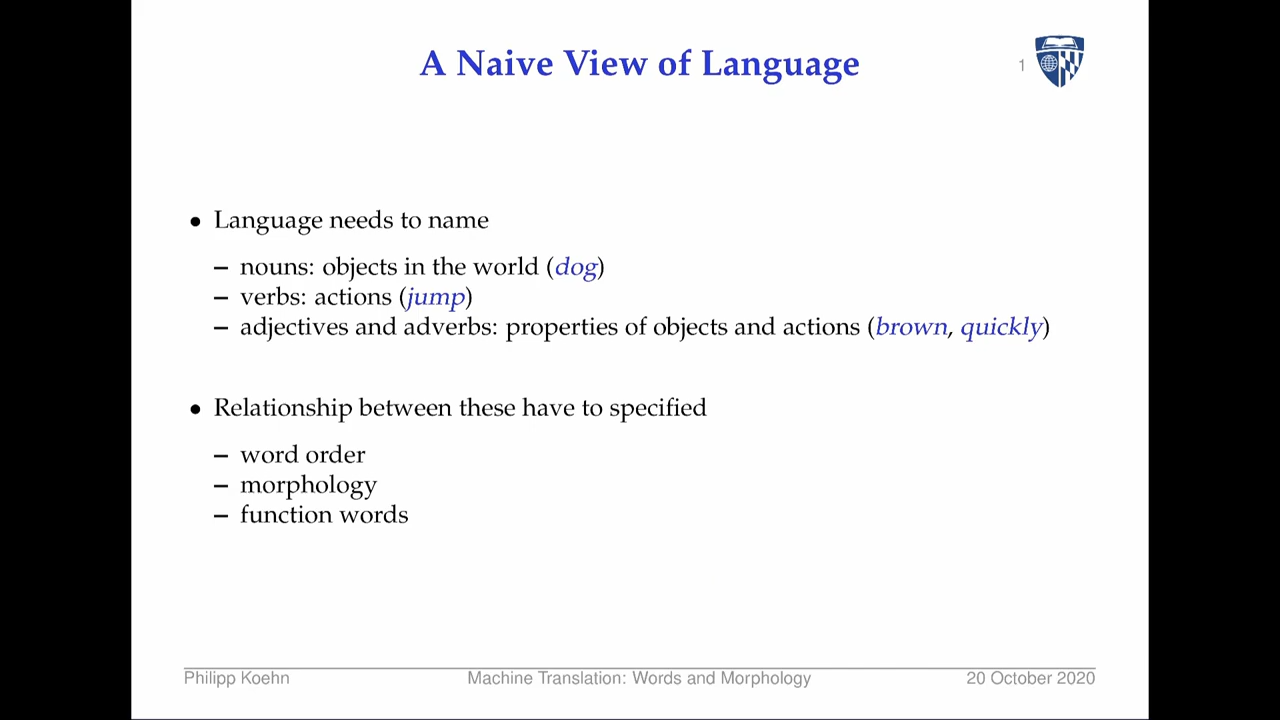 A Naive View of Language
1
• Language needs to name
– nouns: objects in the world (dog)
– verbs: actions (jump)
– adjectives and adverbs: properties of objects and actions (brown, quickly)
• Relationship between these have to specified
– word order
– morphology
– function words
Philipp Koehn Machine Translation: Words and Morphology 20 October 2020